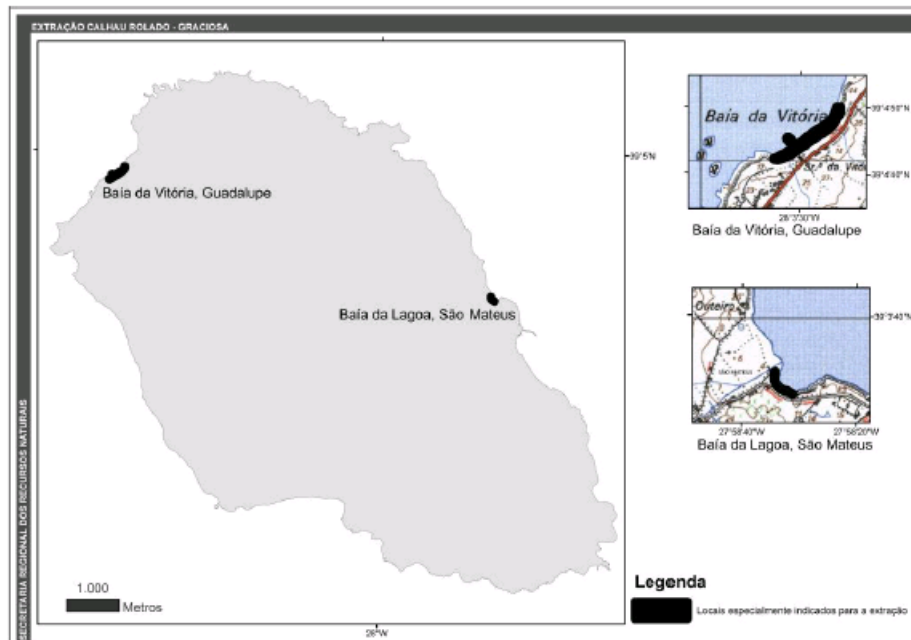 EXTRAÇÃO CALHAU ROLADO - GRACIOSA
SECRETARIA REGIONAL DOS RECURSOS NATURAIS
Baía da Vitória, Guadalupe
Baía da Lagoa, São Mateus
39°5'N
28°W
1.000
Metros
Baía da Vitória
39°4'50"N
28°3'30"W
Baía da Vitória, Guadalupe
Outeiro
SÃO MATEUS
39°3'40"N
27°58'40"W
27°58'20"W
Baía da Lagoa, São Mateus
Legenda
Locais especialmente indicados para a extração